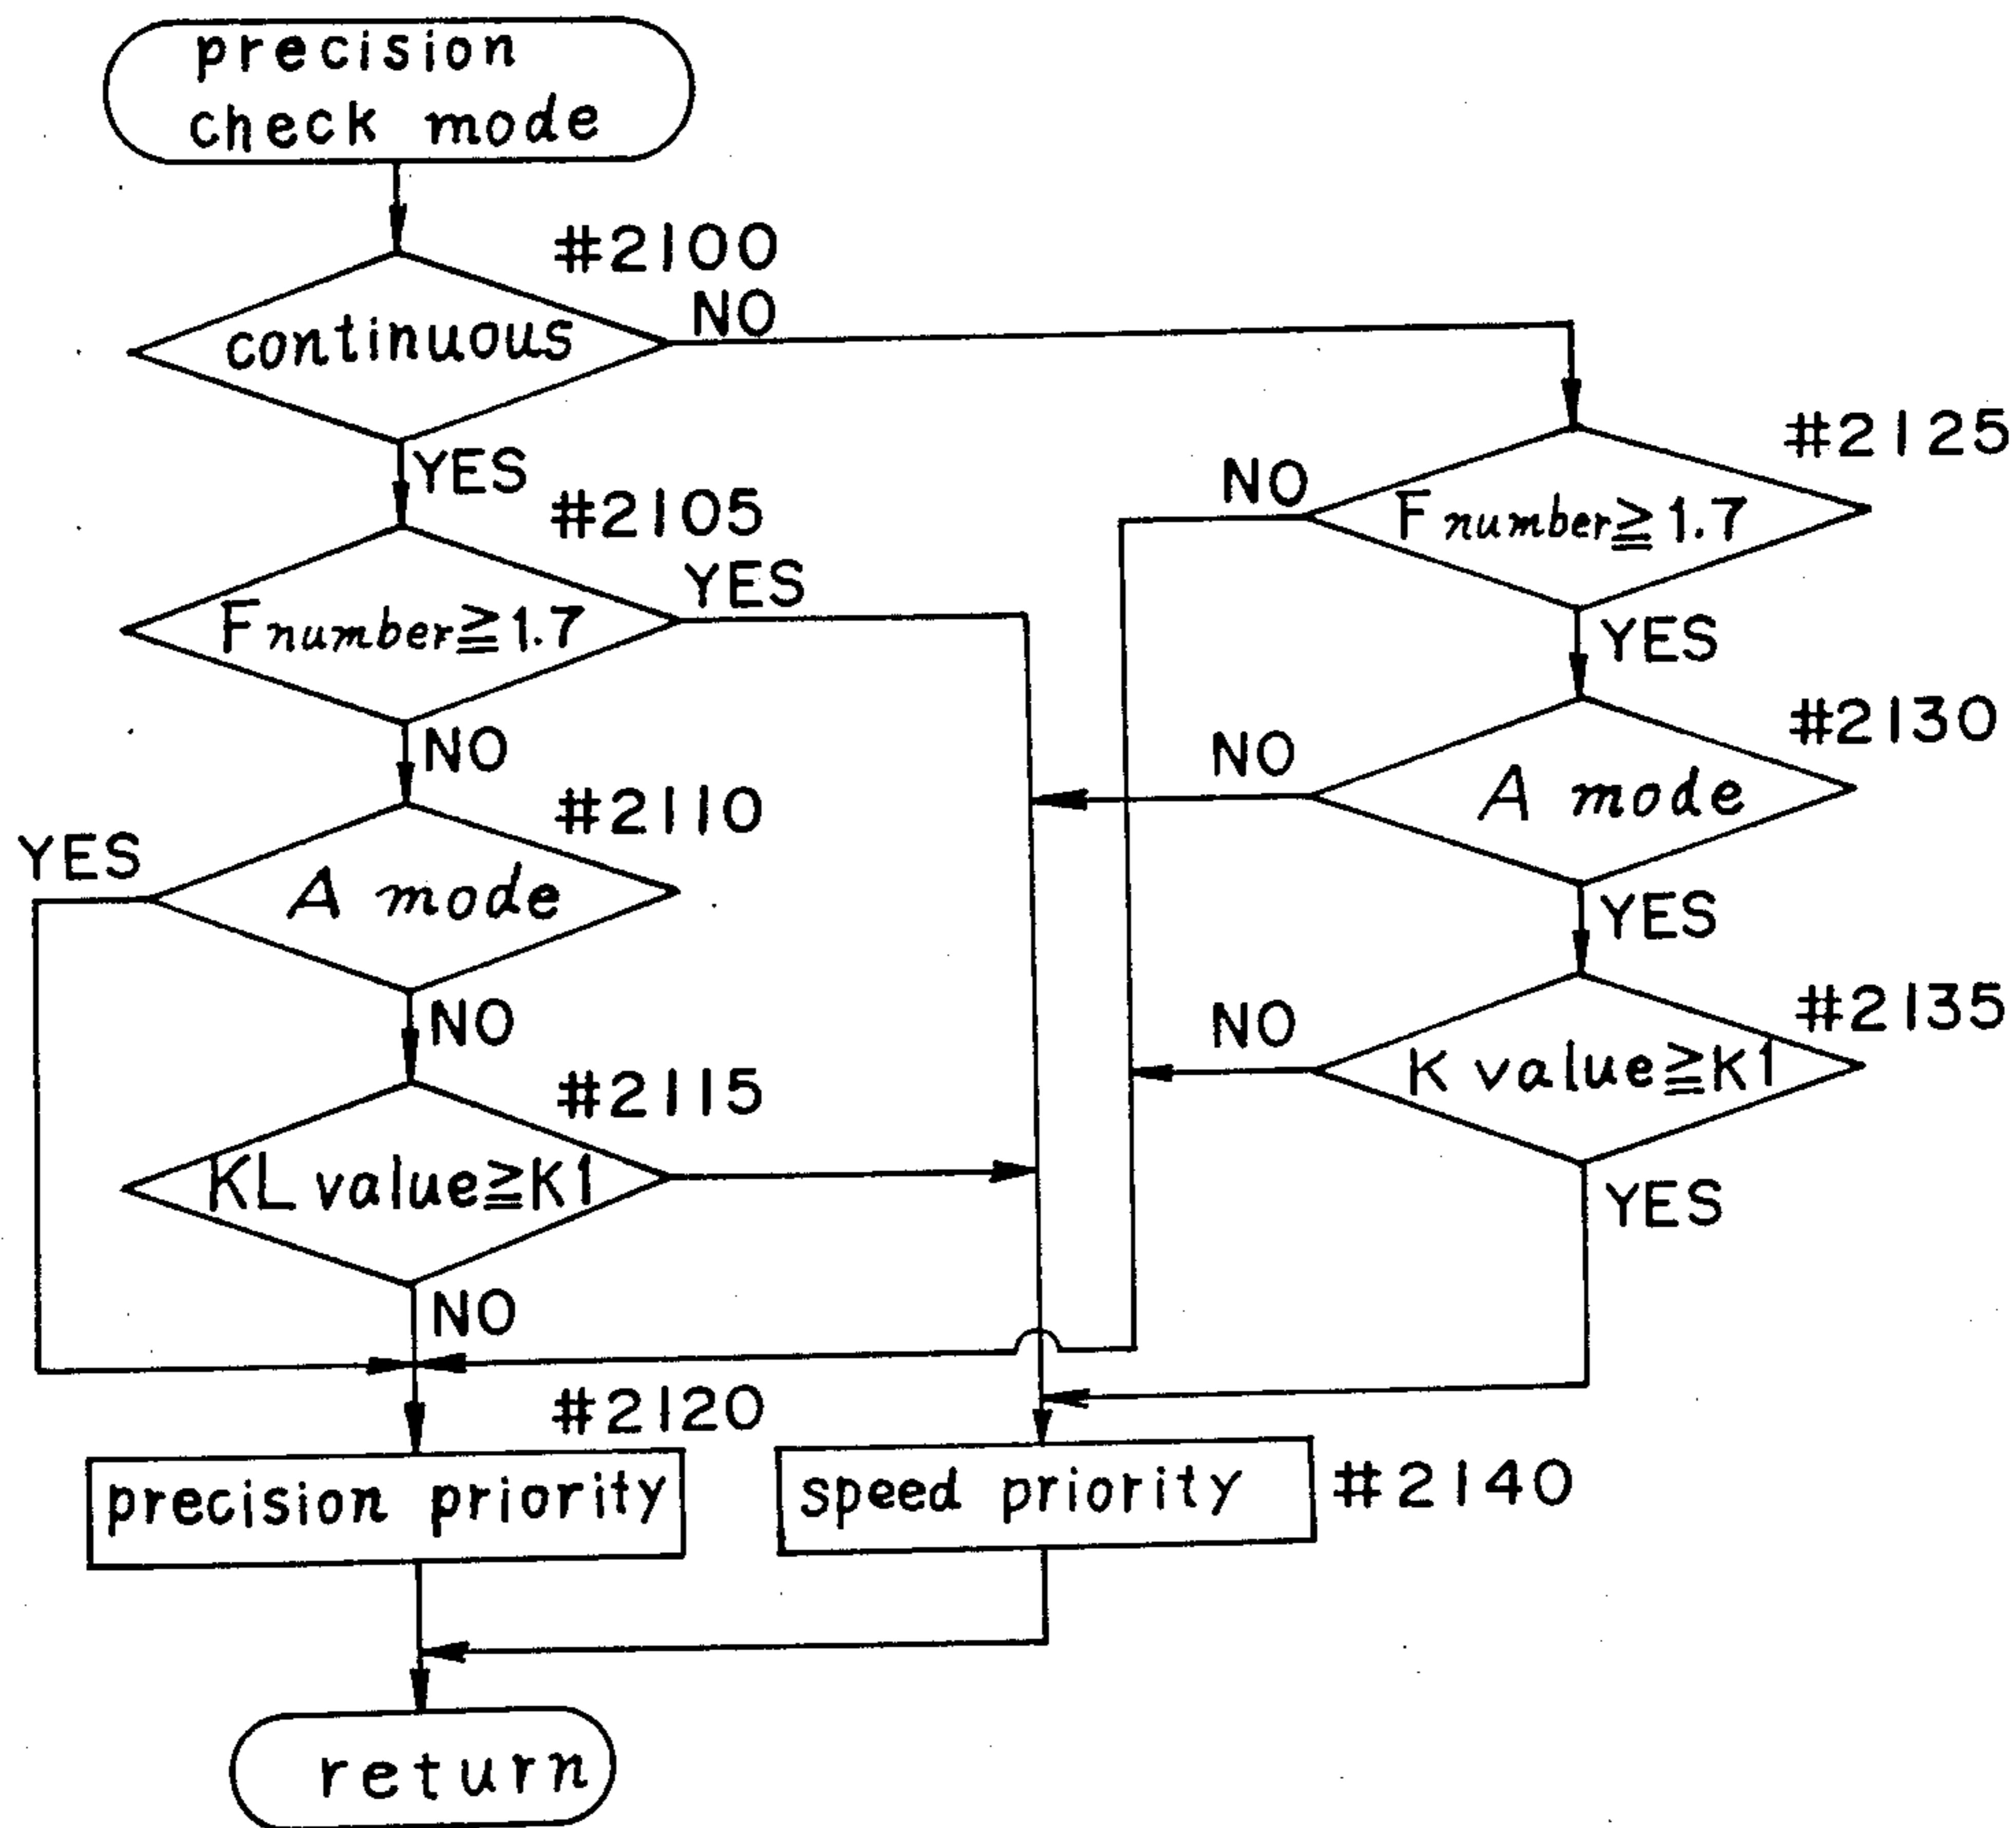 precision
check mode
#2100
continuous
NO
YES
#2105
F number≧1.7
YES
NO
#2110
A mode
YES
NO
#2115
KL value≧K1
NO
#2120
precision priority
#2125
F number≧1.7
NO
YES
#2130
A mode
NO
YES
#2135
K value≧K1
NO
YES
speed priority
#2140
return